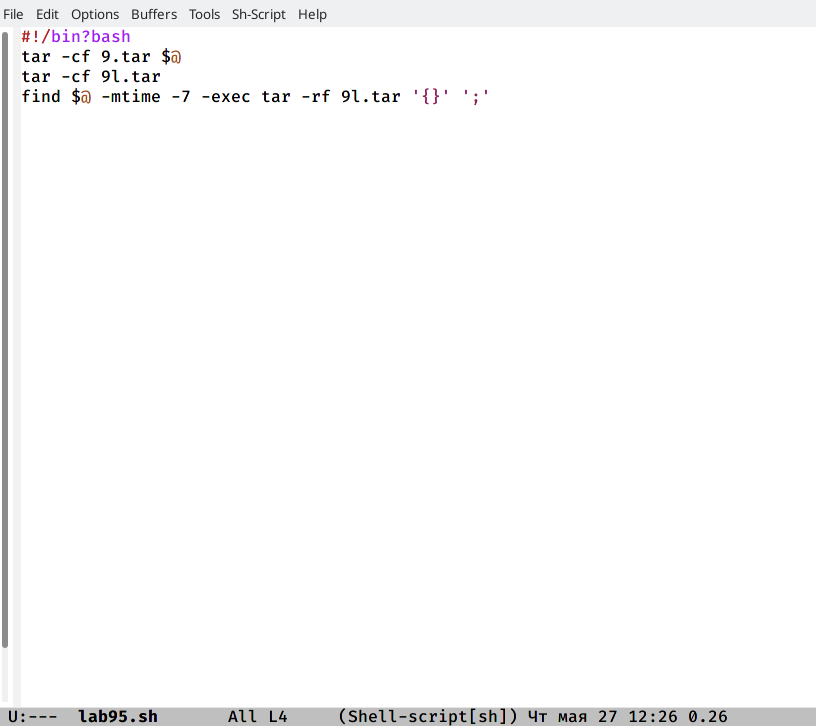 File Edit Options Buffers Tools Sh-Script Help
#!/bin?bash
tar -cf 9.tar $@
tar -cf 9l.tar
find $@ -mtime -7 -exec tar -rf 9l.tar '{}' ';'
U:--- lab95.sh All L4 (Shell-script[sh]) Чт мая 27 12:26 0.26